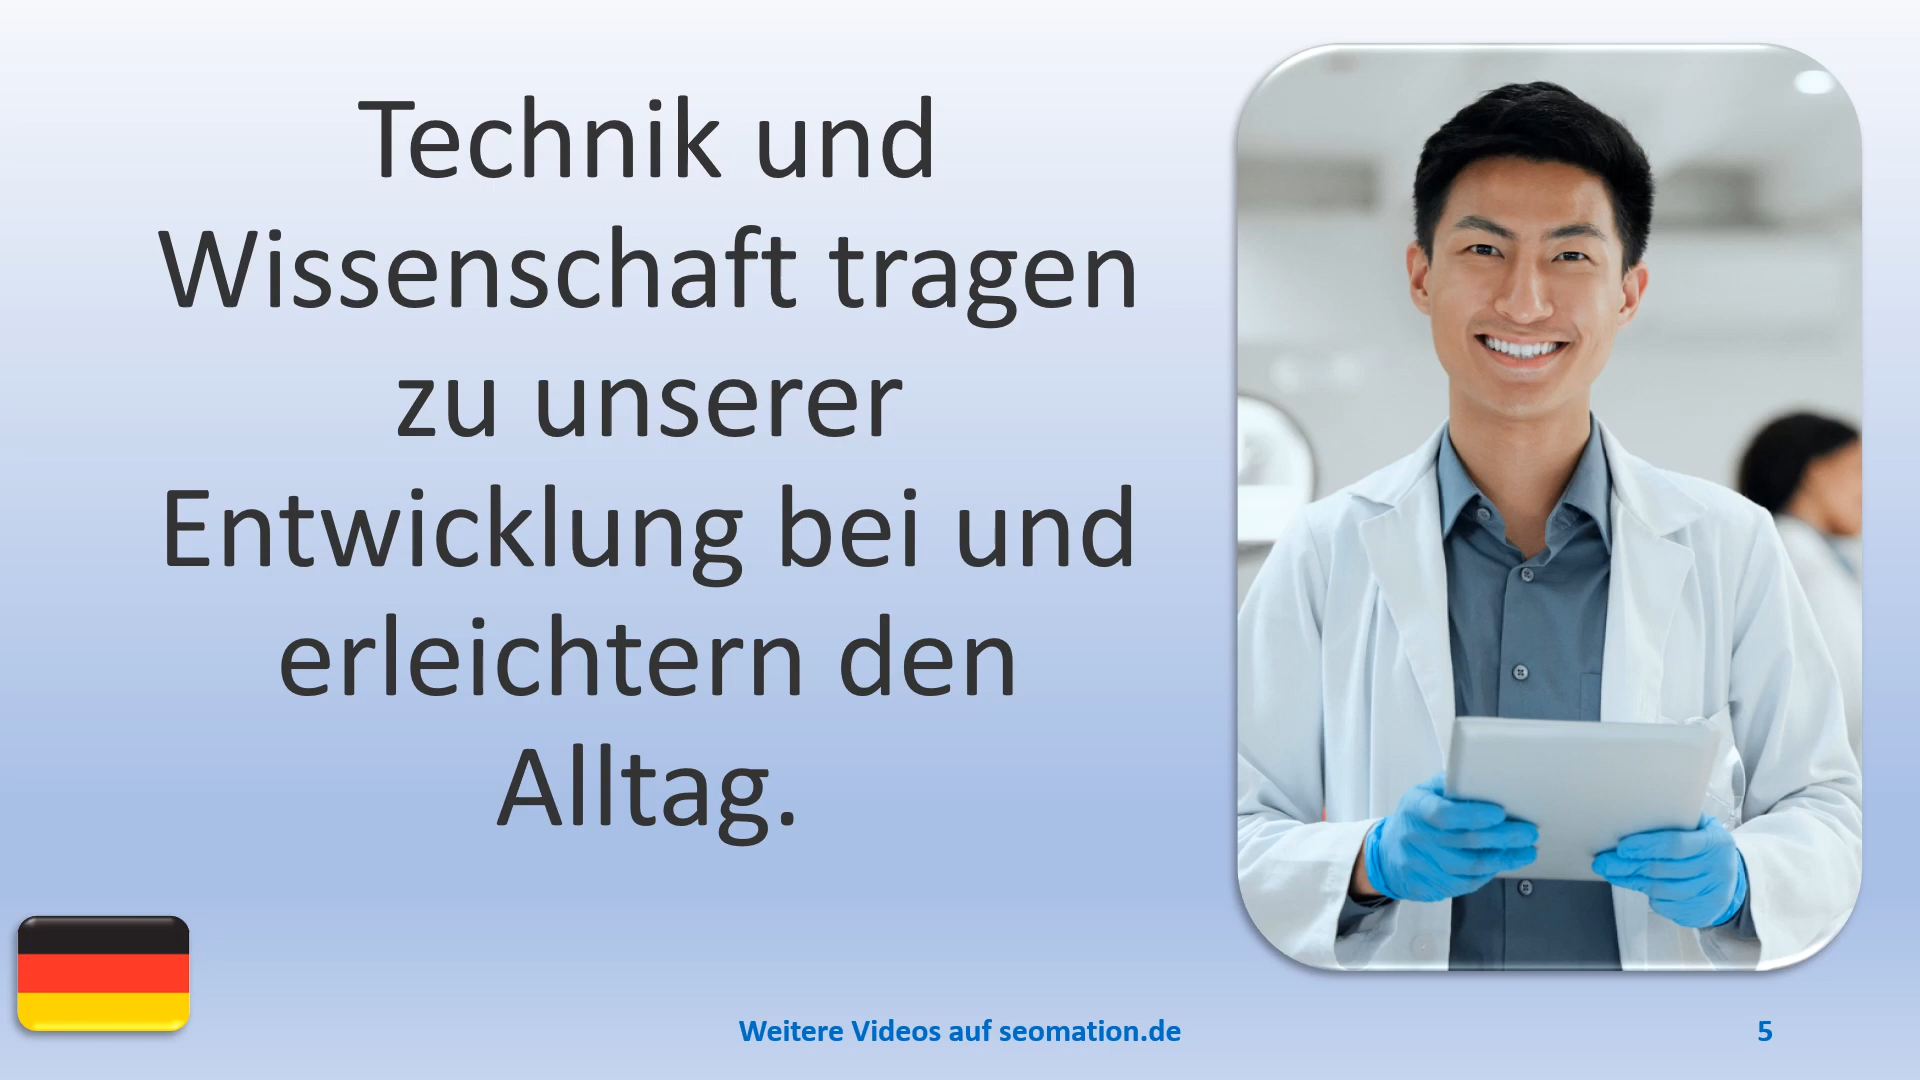 Technik und
Wissenschaft tragen
zu unserer
Entwicklung bei und
erleichtern den
Alltag.
Weitere Videos auf seomation.de
5